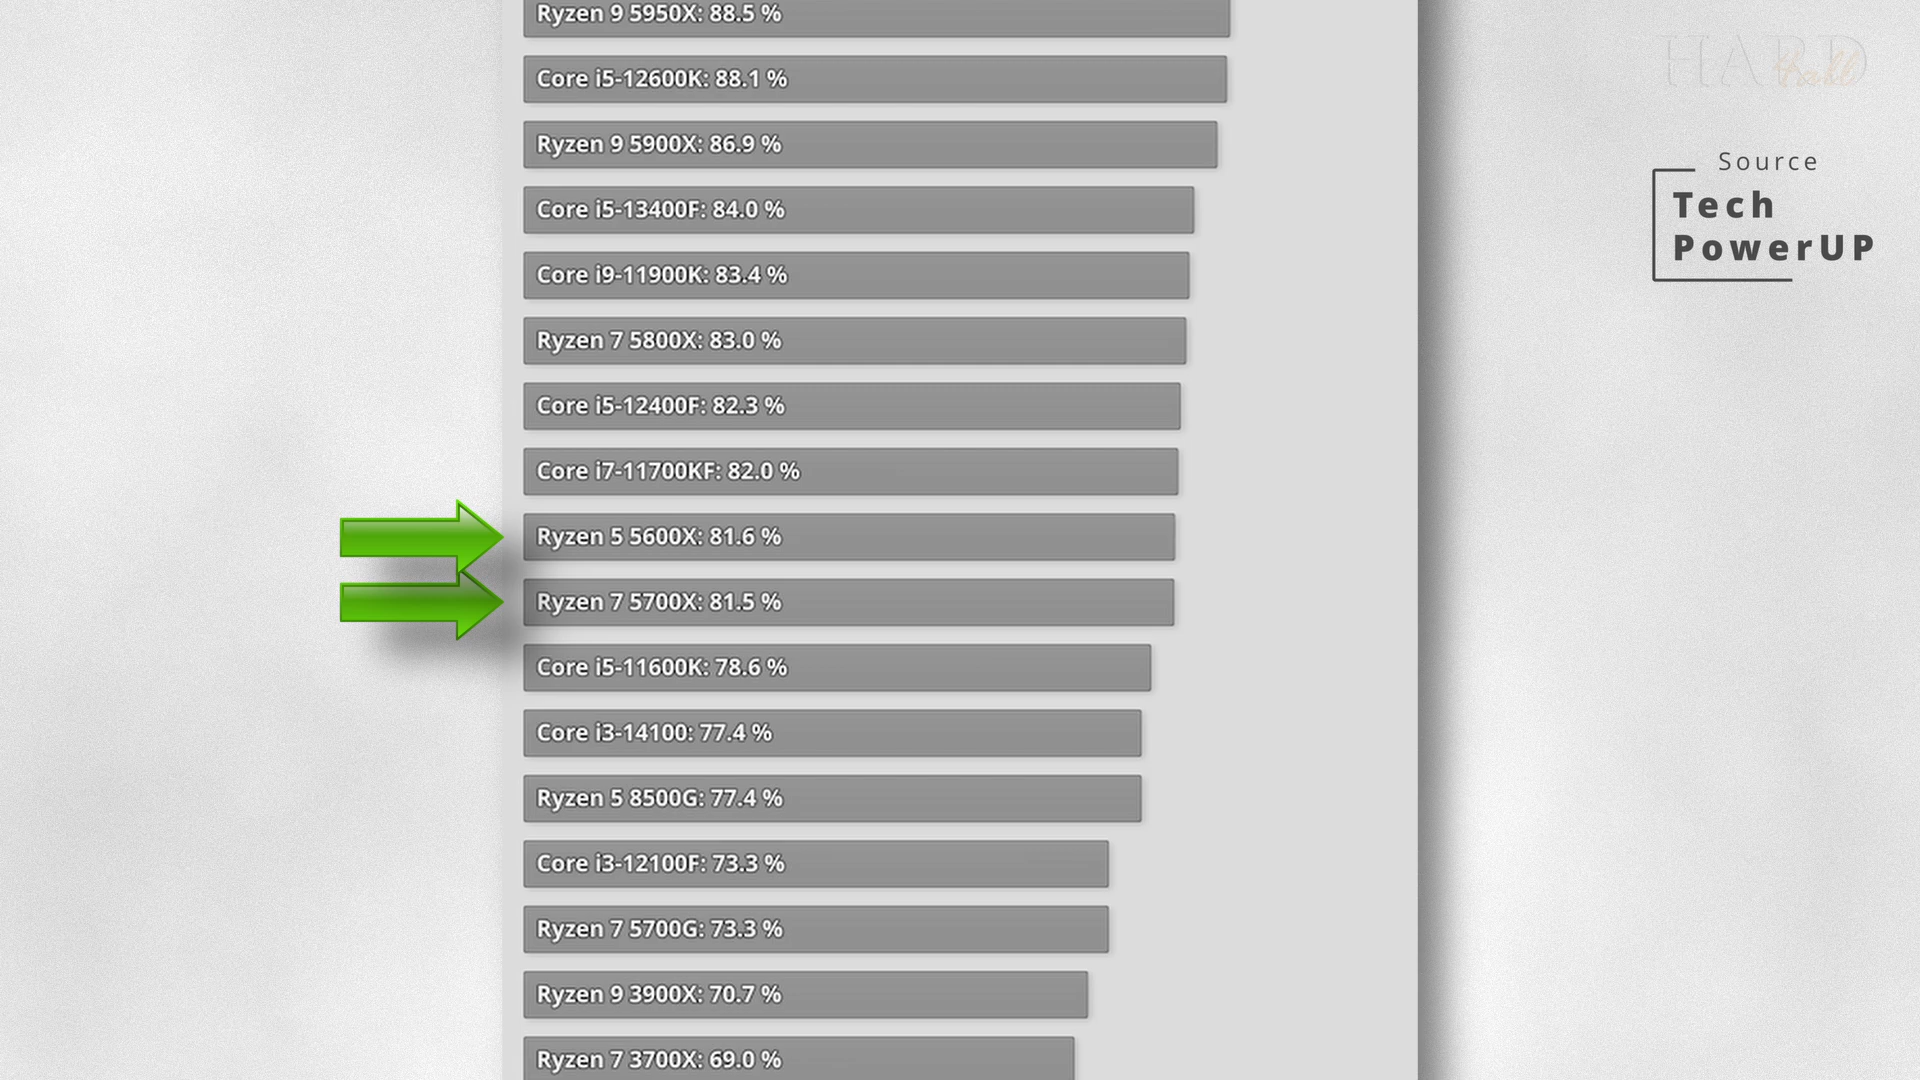 Ryzen 9 5950X: 88.5 %
Core i5-12600K: 88.1 %
Ryzen 9 5900X: 86.9 %
Core i5-13400F: 84.0 %
Core i9-11900K: 83.4 %
Ryzen 7 5800X: 83.0 %
Core i5-12400F: 82.3 %
Core i7-11700KF: 82.0 %
Ryzen 5 5600X: 81.6 %
Ryzen 7 5700X: 81.5 %
Core i5-11600K: 78.6 %
Core i3-14100: 77.4 %
Ryzen 5 8500G: 77.4 %
Core i3-12100F: 73.3 %
Ryzen 7 5700G: 73.3 %
Ryzen 9 3900X: 70.7 %
Ryzen 7 3700X: 69.0 %
HARD
Source
Tech
PowerUP